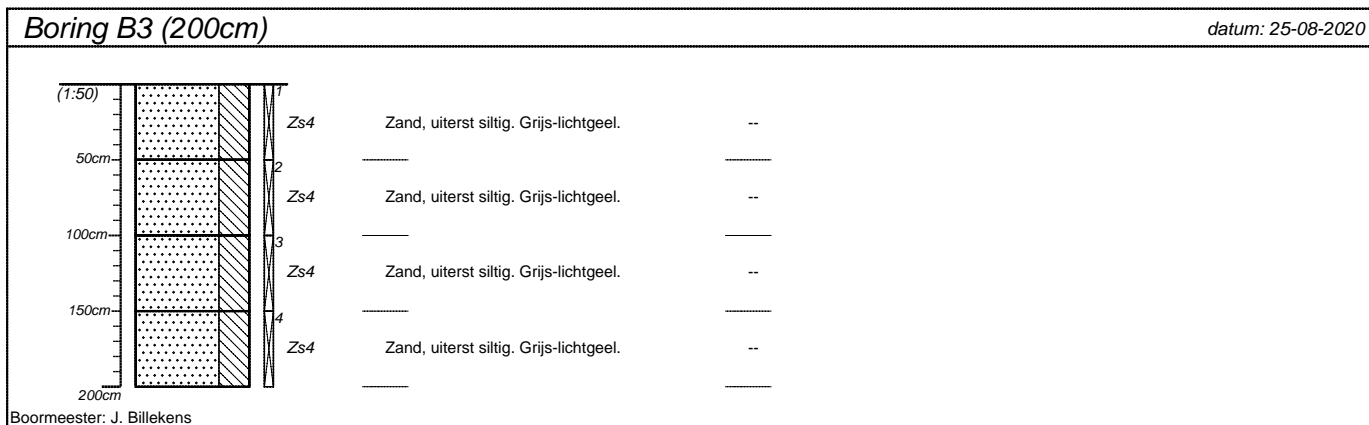 Boring B3 (200cm) datum: 25-08-2020
(1:50) 1
Zs4 Zand, uiterst siltig. Grijs-lichtgeel. --
50cm
2
Zs4 Zand, uiterst siltig. Grijs-lichtgeel. --
100cm
3
Zs4 Zand, uiterst siltig. Grijs-lichtgeel. --
150cm
4
Zs4 Zand, uiterst siltig. Grijs-lichtgeel. --
200cm
Boormeester: J. Billekens